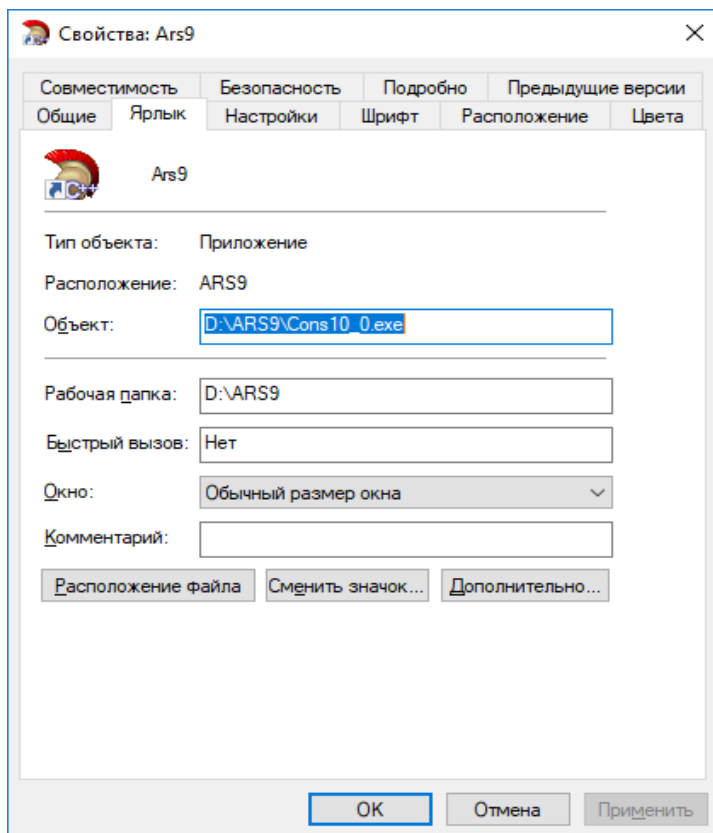 Свойства: Ars9
Совместимость Безопасность Подробно Предыдущие версии
Общие Ярлык Настройки Шрифт Расположение Цвета
C++ Ars9
Тип объекта: Приложение
Расположение: ARS9
Объект: D:\ARS9\Cons10_0.exe
Рабочая папка: D:\ARS9
Быстрый вызов: Нет
Окно: Обычный размер окна
Комментарий:
Расположение файла Сменить значок... Дополнительно...
OK Отмена Применить